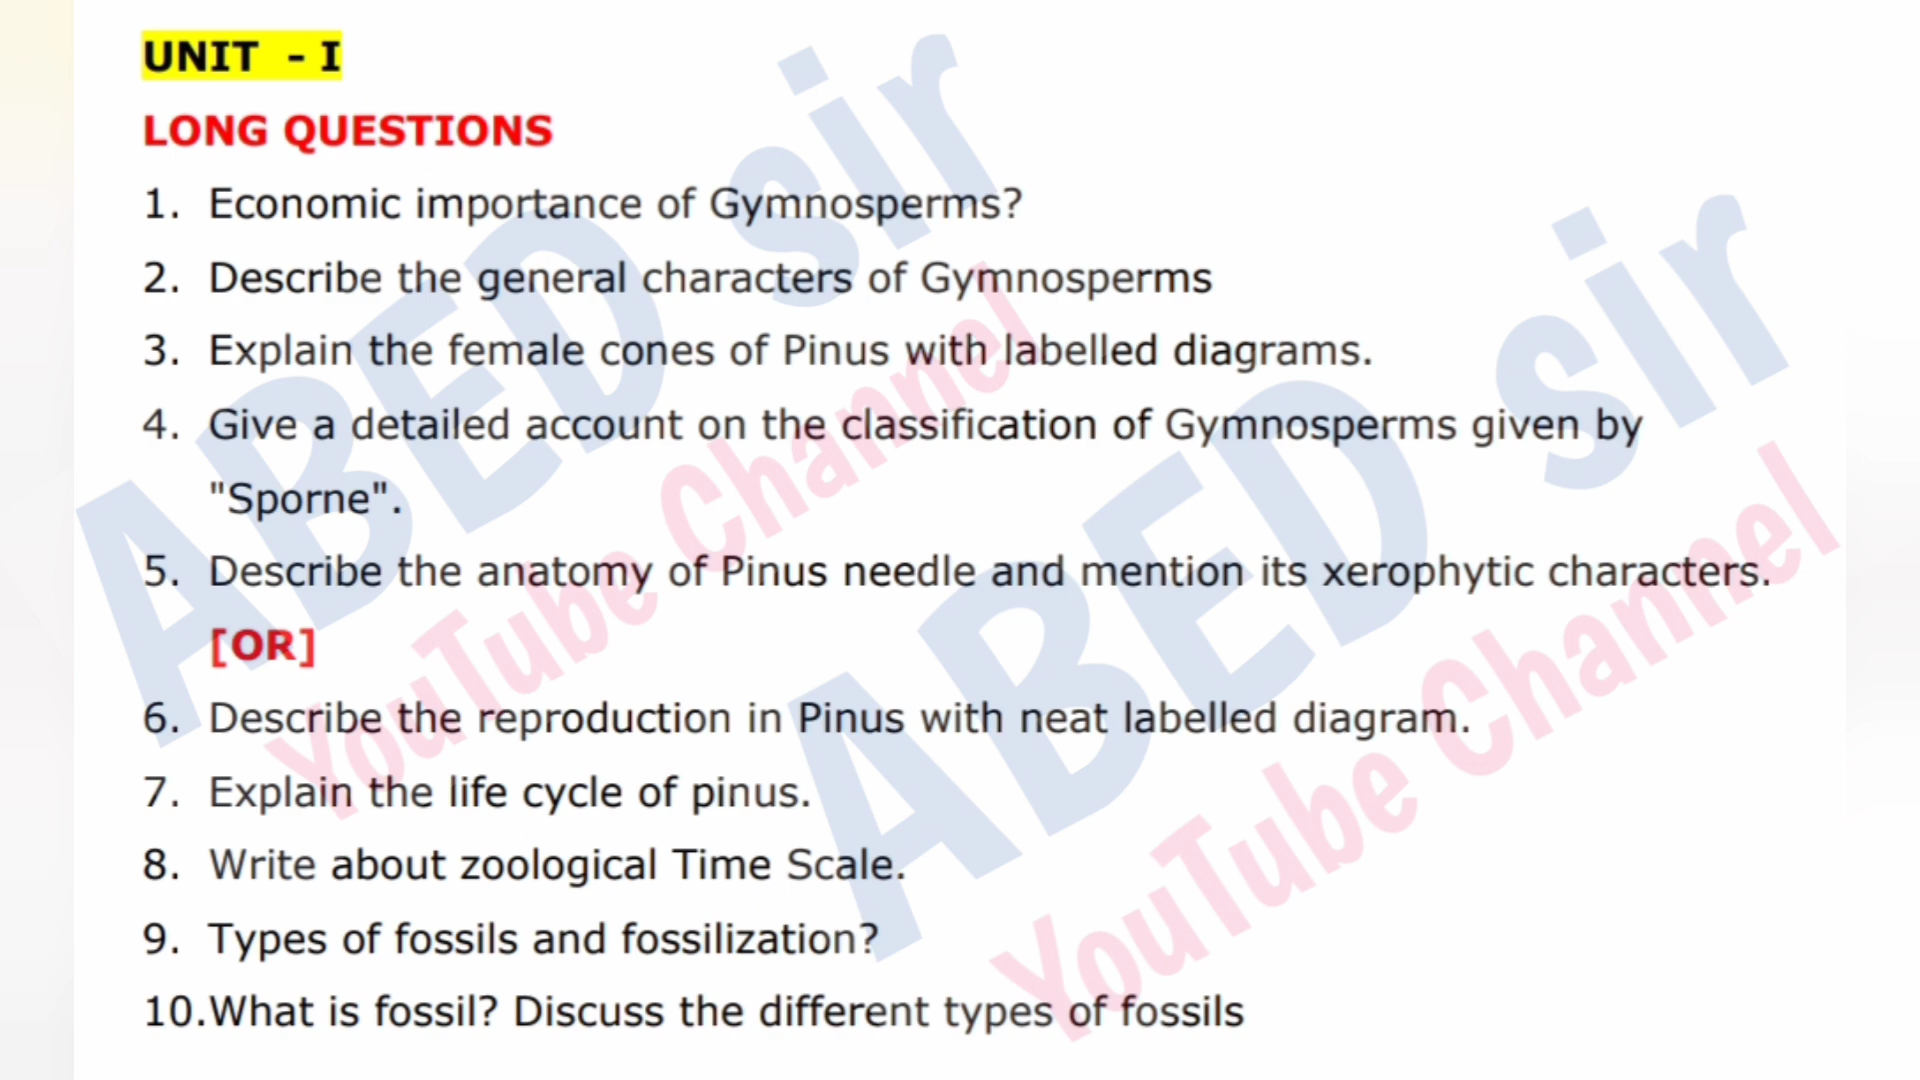 UNIT - I
LONG QUESTIONS
1. Economic importance of Gymnosperms?
2. Describe the general characters of Gymnosperms
3. Explain the female cones of Pinus with labelled diagrams.
4. Give a detailed account on the classification of Gymnosperms given by
"Sporne".
5. Describe the anatomy of Pinus needle and mention its xerophytic characters.
[OR]
6. Describe the reproduction in Pinus with neat labelled diagram.
7. Explain the life cycle of pinus.
8. Write about zoological Time Scale.
9. Types of fossils and fossilization?
10.What is fossil? Discuss the different types of fossils
ABED sir
YouTube Channel
ABED sir
YouTube Channel